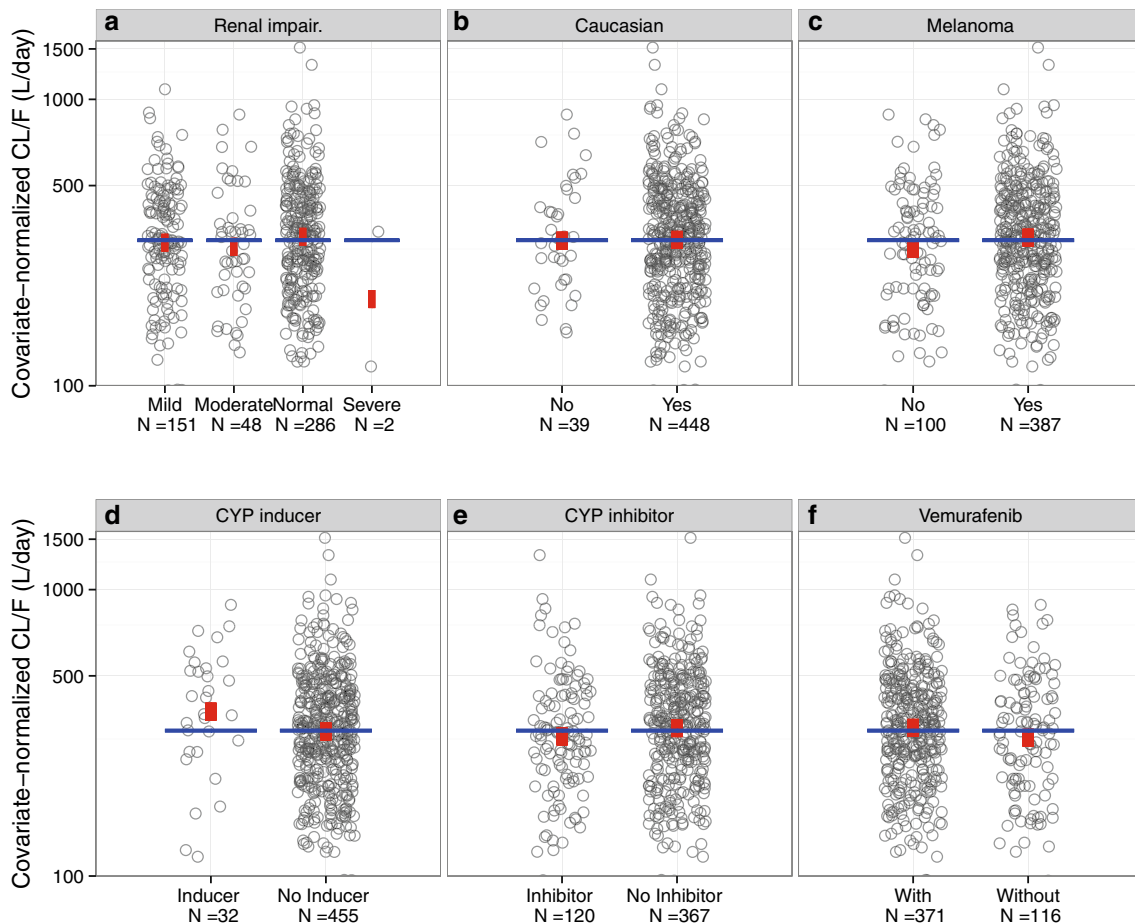 a Renal impair. b Caucasian c Melanoma
Covariate−normalized CL/F (L/day)
1500
1000
500
100
Mild Moderate Normal Severe No Yes No Yes
N =151 N =48 N =286 N =2 N =39 N =448 N =100 N =387
d CYP inducer e CYP inhibitor f Vemurafenib
Covariate−normalized CL/F (L/day)
1500
1000
500
100
Inducer No Inducer Inhibitor No Inhibitor With Without
N =32 N =455 N =120 N =367 N =371 N =116